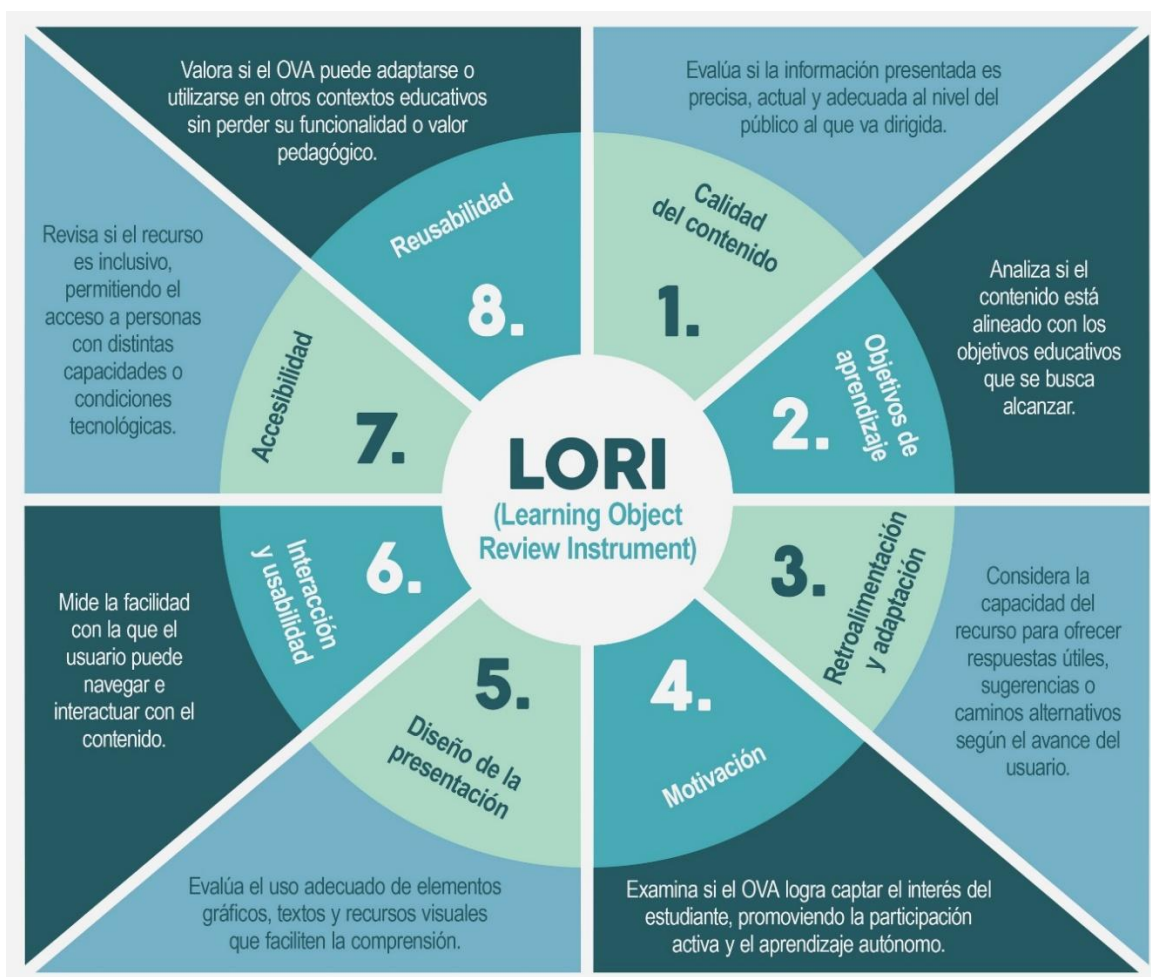 LORI
(Learning Object
Review Instrument)
1.
Calidad
del contenido
Evalúa si la información presentada es
precisa, actual y adecuada al nivel del
público al que va dirigida.
2.
Objetivos de
aprendizaje
Analiza si el
contenido está
alineado con los
objetivos educativos
que se busca
alcanzar.
3.
Retroalimentación
y adaptación
Considera la
capacidad del
recurso para ofrecer
respuestas útiles,
sugerencias o
caminos alternativos
según el avance del
usuario.
4.
Motivación
Examina si el OVA logra captar el interés del
estudiante, promoviendo la participación
activa y el aprendizaje autónomo.
5.
Diseño de la
presentación
Evalúa el uso adecuado de elementos
gráficos, textos y recursos visuales
que faciliten la comprensión.
6.
Interacción
y usabilidad
Mide la facilidad
con la que el
usuario puede
navegar e
interactuar con el
contenido.
7.
Accesibilidad
Revisa si el recurso
es inclusivo,
permitiendo el
acceso a personas
con distintas
capacidades o
condiciones
tecnológicas.
8.
Reusabilidad
Valora si el OVA puede adaptarse o
utilizarse en otros contextos educativos
sin perder su funcionalidad o valor
pedagógico.